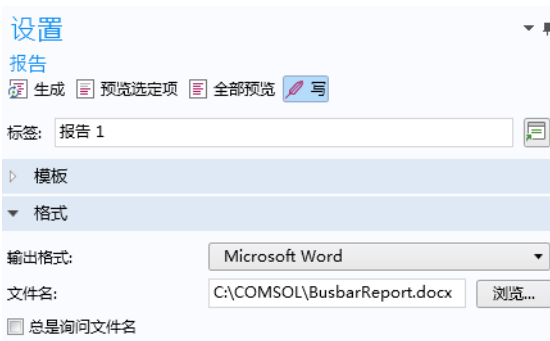 设置
报告
生成 预览选定项 全部预览 写
标签: 报告 1
模板
格式
输出格式: Microsoft Word
文件名: C:\COMSOL\BusbarReport.docx 浏览...
总是询问文件名